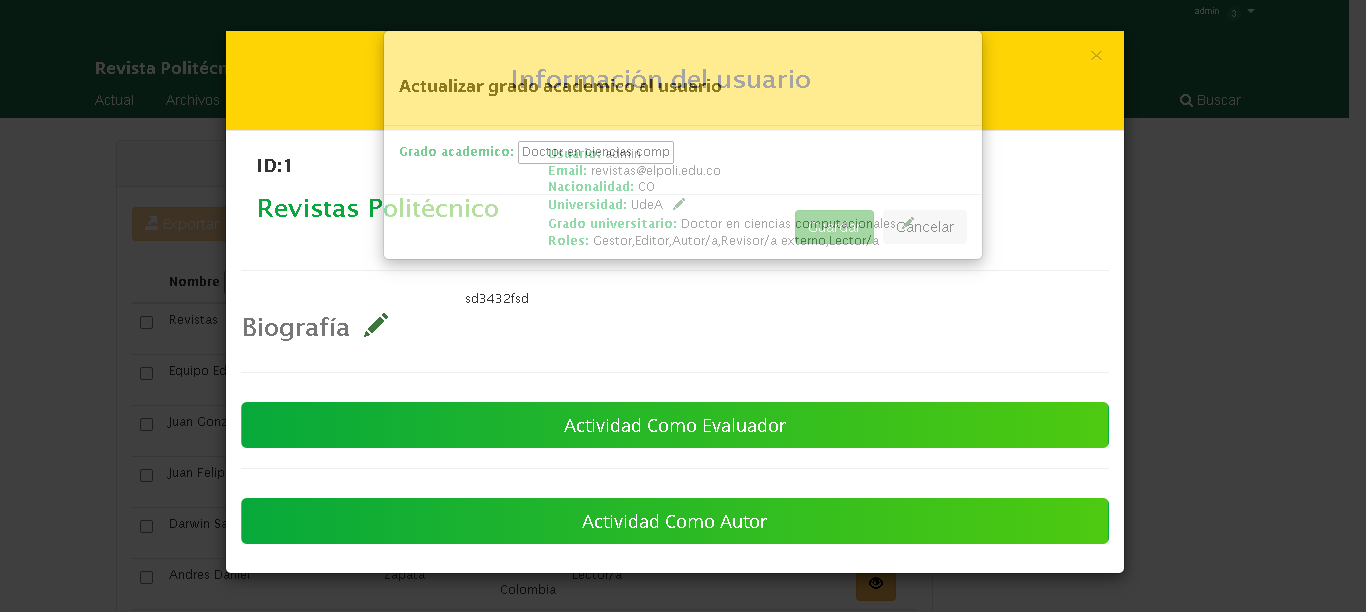 admin 3
Revista Politécn
Actual Archivos
Buscar
×
Información del usuario
Actualizar grado academico al usuario
Grado academico: Doctor en ciencias comp
Usuario: admin
Email: revistas@elpoli.edu.co
Nacionalidad: CO
Universidad: UdeA
Grado universitario: Doctor en ciencias computacionales
Roles: Gestor,Editor,Autor/a,Revisor/a externo,Lector/a
Guardar Cancelar
ID:1
Revistas Politécnico
Exportar
Nombre
Revistas
Equipo Ed
Juan Gonz
Juan Felip
Darwin Sa
Andres Daniel Zapata Lector/a
Colombia
sd3432fsd
Biografía
Actividad Como Evaluador
Actividad Como Autor